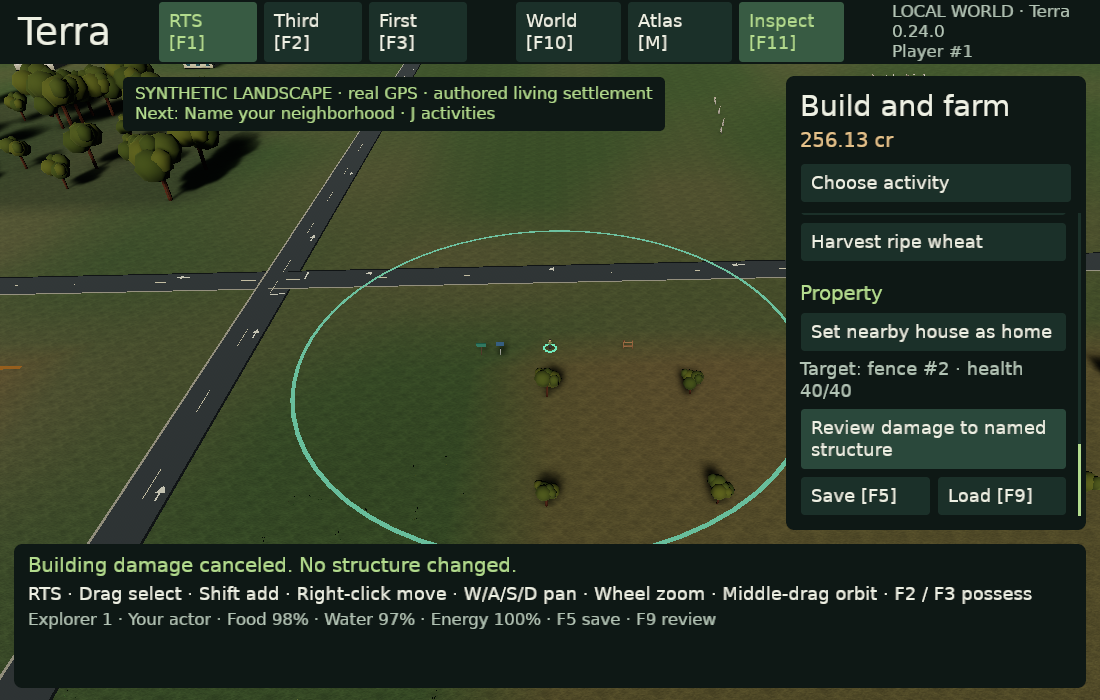 Terra
RTS
[F1]
Third
[F2]
First
[F3]
World
[F10]
Atlas
[M]
Inspect
[F11]
LOCAL WORLD · Terra
0.24.0
Player #1
SYNTHETIC LANDSCAPE · real GPS · authored living settlement
Next: Name your neighborhood · J activities
Build and farm
256.13 cr
Choose activity
Harvest ripe wheat
Property
Set nearby house as home
Target: fence #2 · health
40/40
Review damage to named
structure
Save [F5]
Load [F9]
Building damage canceled. No structure changed.
RTS · Drag select · Shift add · Right-click move · W/A/S/D pan · Wheel zoom · Middle-drag orbit · F2 / F3 possess
Explorer 1 · Your actor · Food 98% · Water 97% · Energy 100% · F5 save · F9 review